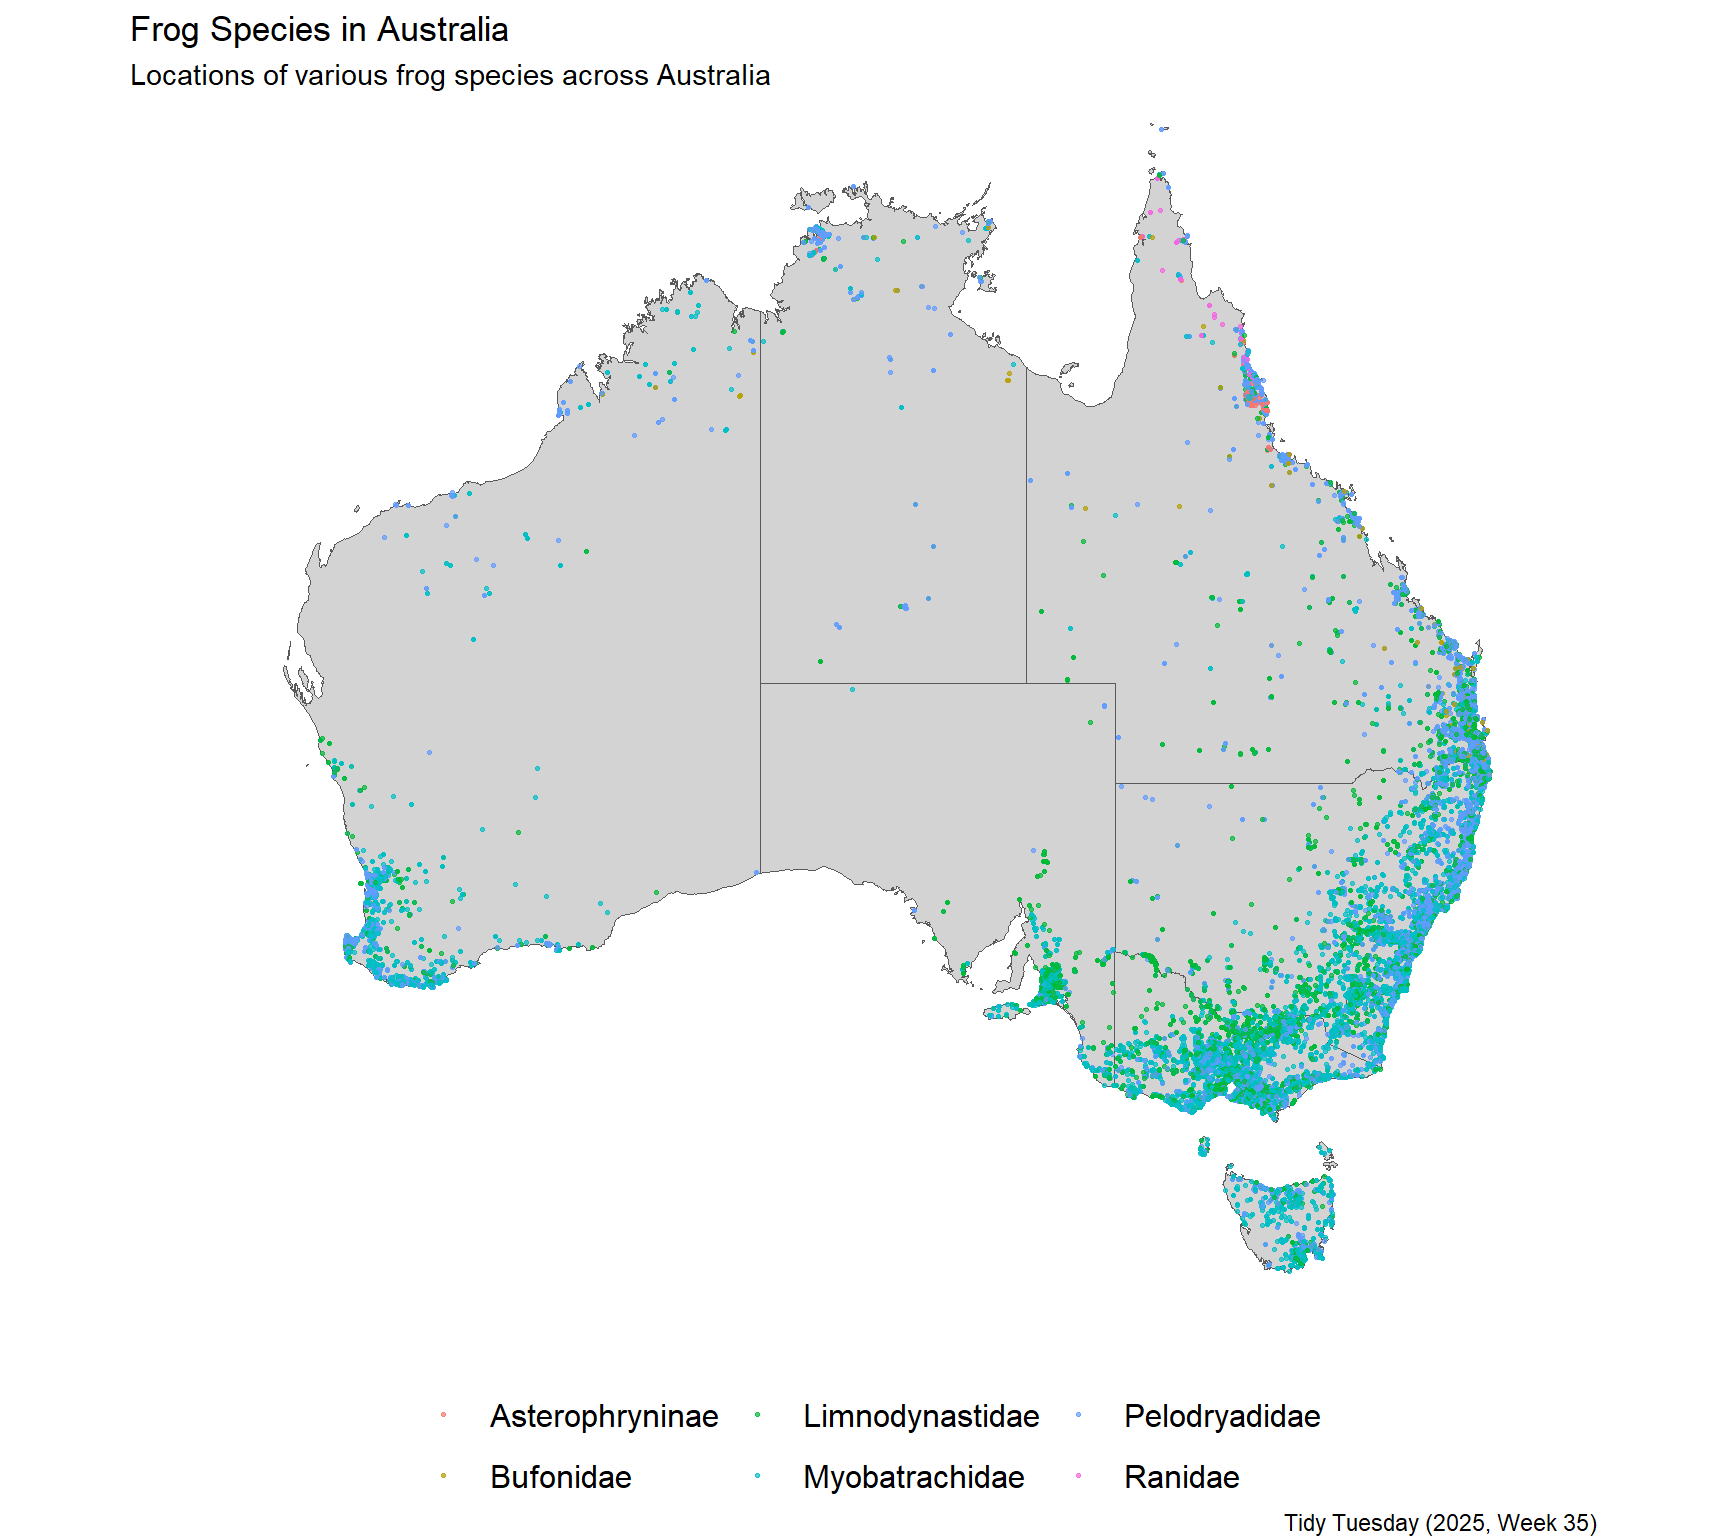 Frog Species in Australia
Locations of various frog species across Australia
Asterophryninae Limnodynastidae Pelodryadidae
Bufonidae Myobatrachidae Ranidae
Tidy Tuesday (2025, Week 35)